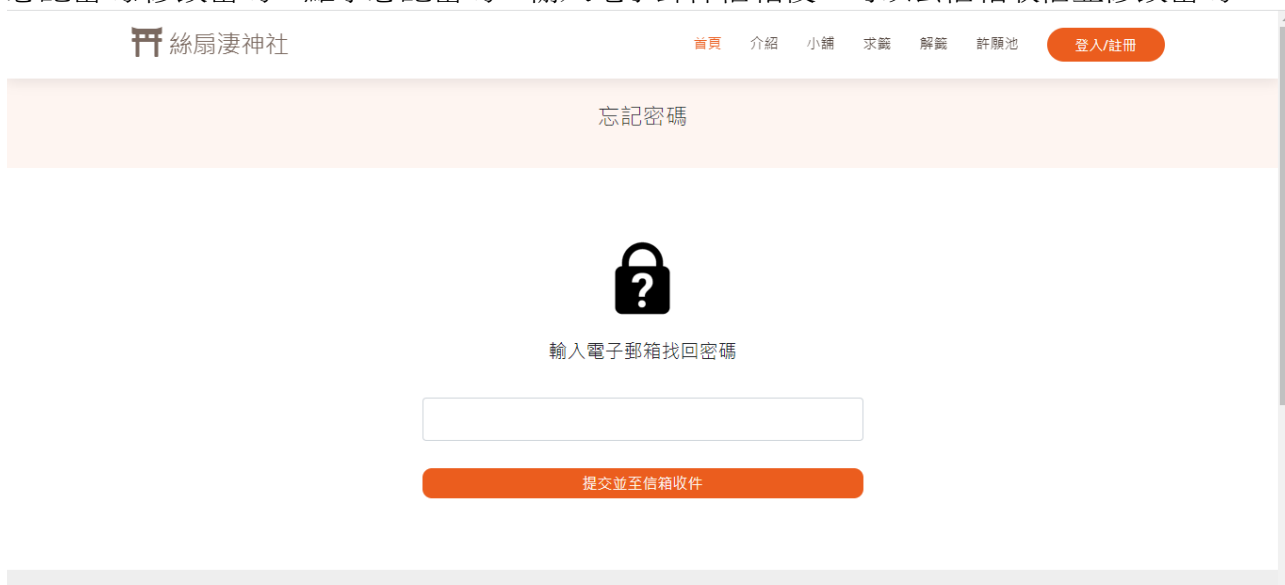 絲扇淒神社
首頁 介紹 小舖 求籤 解籤 許願池 登入/註冊
忘記密碼
?
輸入電子郵箱找回密碼
提交並至信箱收件